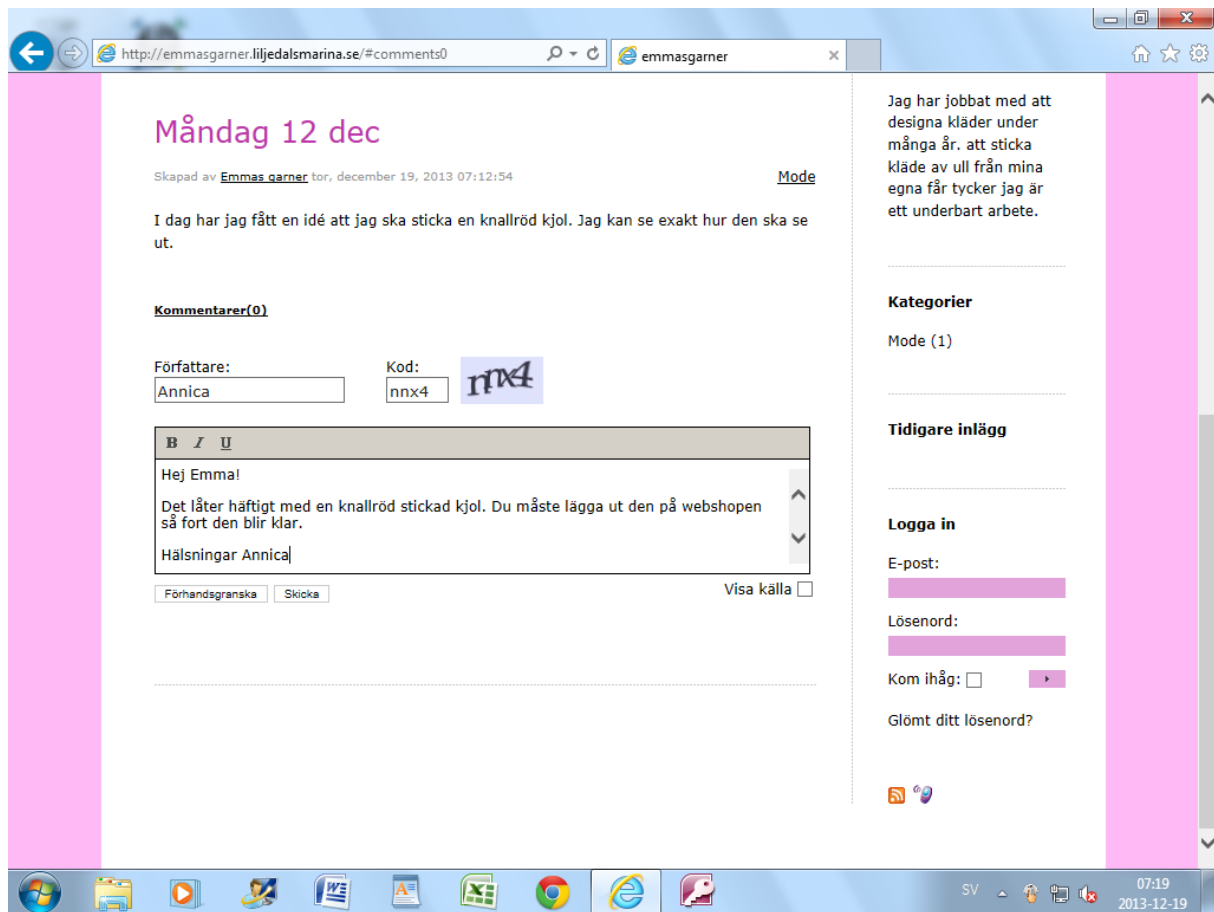 http://emmasgarner.liljedalsmarina.se/#comments0
emmasgarner
Måndag 12 dec
Skapad av Emmas garner tor, december 19, 2013 07:12:54
Mode
I dag har jag fått en idé att jag ska sticka en knallröd kjol. Jag kan se exakt hur den ska se
ut.
Kommentarer(0)
Författare:
Kod:
Annica
nnx4
nnx4
B I U
Hej Emma!
Det låter häftigt med en knallröd stickad kjol. Du måste lägga ut den på webshopen
så fort den blir klar.
Hälsningar Annica
Förhandsgranska
Skicka
Visa källa
Jag har jobbat med att
designa kläder under
många år. att sticka
kläde av ull från mina
egna får tycker jag är
ett underbart arbete.
Kategorier
Mode (1)
Tidigare inlägg
Logga in
E-post:
Lösenord:
Kom ihåg:
Glömt ditt lösenord?
SV
07:19
2013-12-19